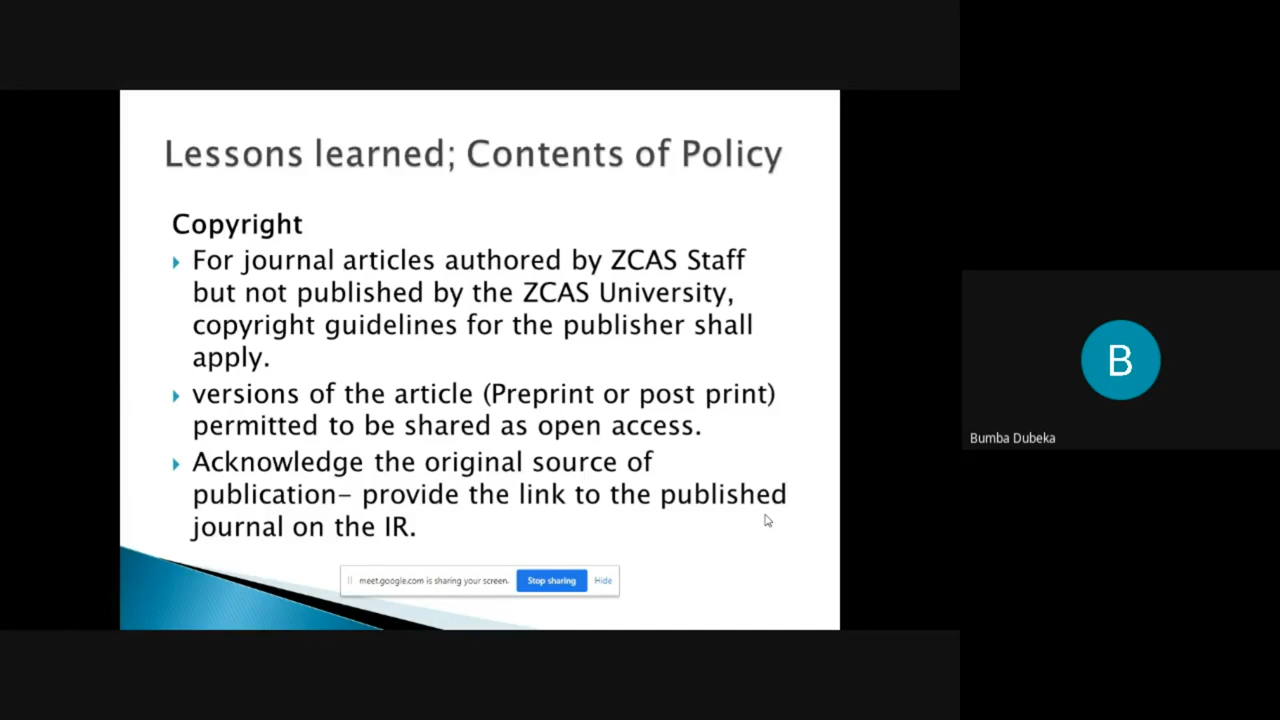 Lessons learned; Contents of Policy
Copyright
For journal articles authored by ZCAS Staff
but not published by the ZCAS University,
copyright guidelines for the publisher shall
apply.
versions of the article (Preprint or post print)
permitted to be shared as open access.
Acknowledge the original source of
publication- provide the link to the published
journal on the IR.
meet.google.com is sharing your screen. Stop sharing Hide
B
Bumba Dubeka